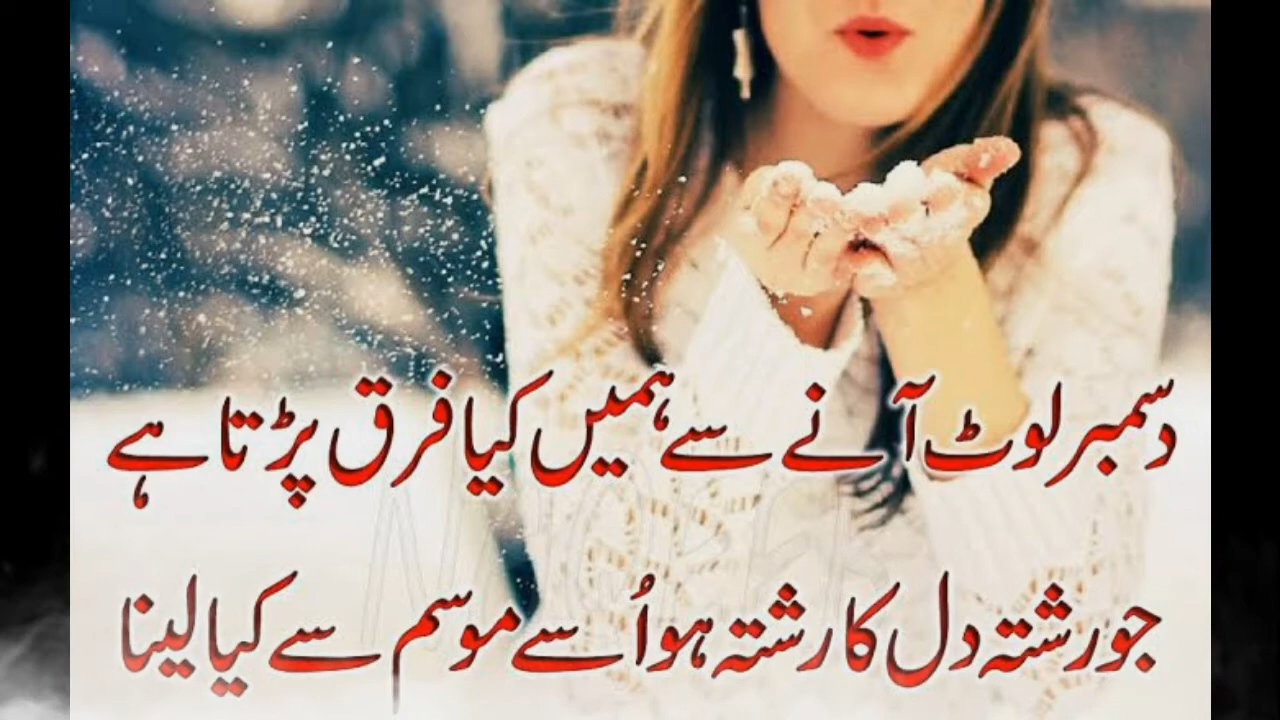 دسمبر لوٹ آنے سے ہمیں کیا فرق پڑتا ہے
جو رشتہ دل کا رشتہ ہو اُسے موسم سے کیا لینا